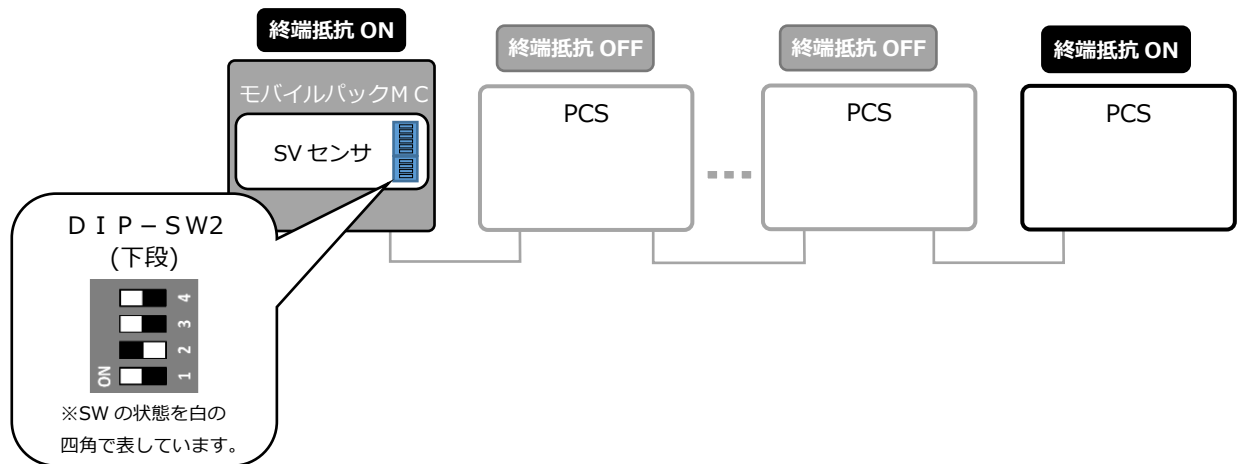 終端抵抗 ON
終端抵抗 OFF
終端抵抗 OFF
終端抵抗 ON
モバイルパックＭＣ
SV センサ
PCS
PCS
PCS
ＤＩＰ－ＳＷ2
(下段)
4
3
2
1
ON
※SW の状態を白の
四角で表しています。